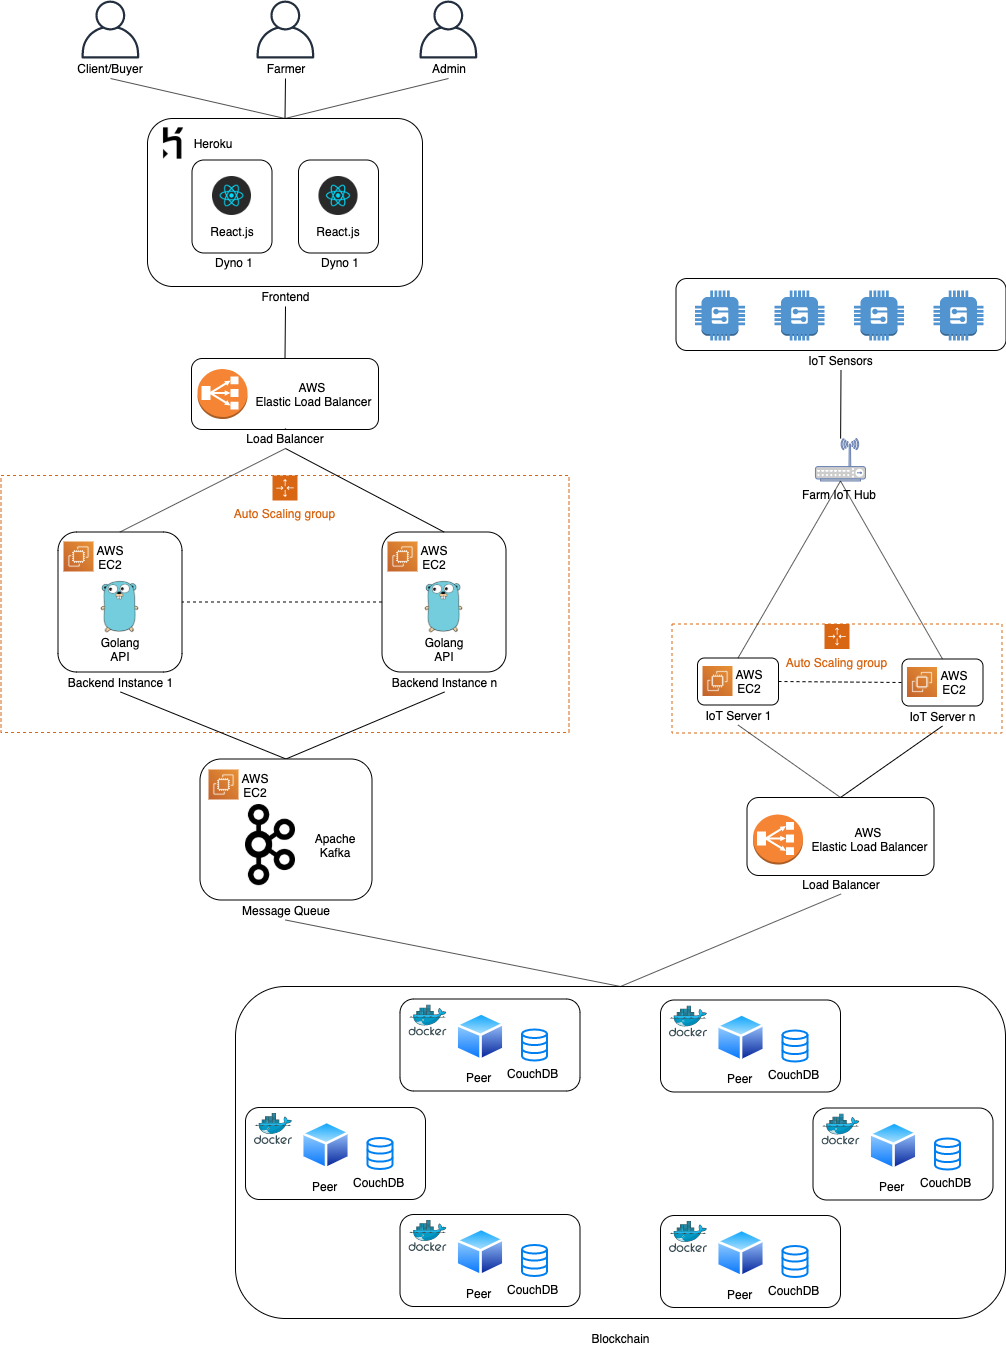 Client/Buyer
Farmer
Admin
Heroku
React.js
React.js
Dyno 1
Dyno 1
Frontend
AWS
Elastic Load Balancer
Load Balancer
Auto Scaling group
AWS
EC2
Golang
API
Backend Instance 1
AWS
EC2
Golang
API
Backend Instance n
AWS
EC2
Apache
Kafka
Message Queue
IoT Sensors
Farm IoT Hub
Auto Scaling group
AWS
EC2
IoT Server 1
AWS
EC2
IoT Server n
AWS
Elastic Load Balancer
Load Balancer
docker
Peer
CouchDB
docker
Peer
CouchDB
docker
Peer
CouchDB
docker
Peer
CouchDB
docker
Peer
CouchDB
docker
Peer
CouchDB
Blockchain